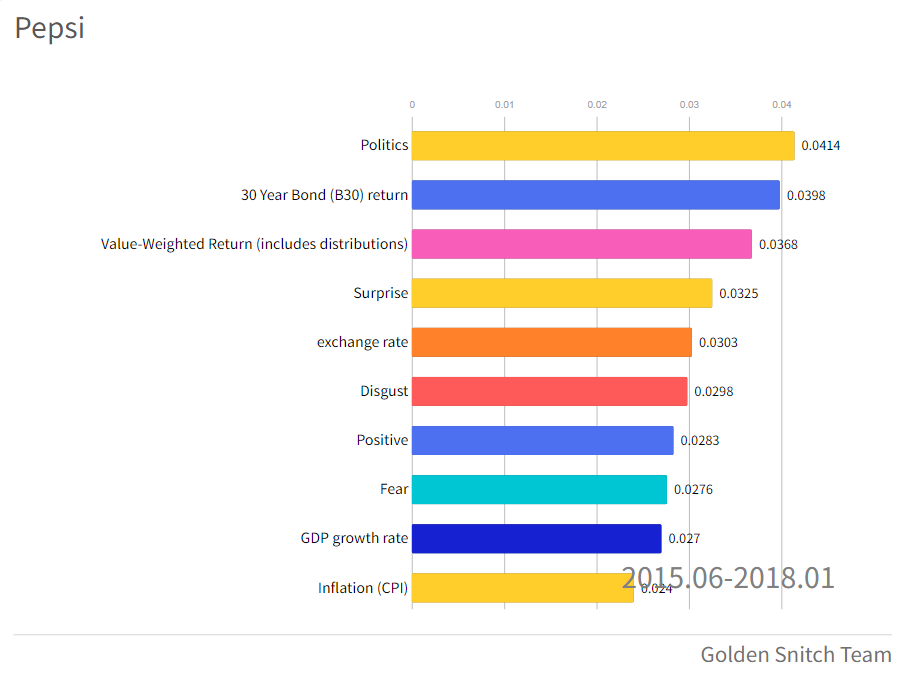 Pepsi
0 0.01 0.02 0.03 0.04
Politics 0.0414
30 Year Bond (B30) return 0.0398
Value-Weighted Return (includes distributions) 0.0368
Surprise 0.0325
exchange rate 0.0303
Disgust 0.0298
Positive 0.0283
Fear 0.0276
GDP growth rate 0.027
Inflation (CPI) 0.024
2015.06-2018.01
Golden Snitch Team